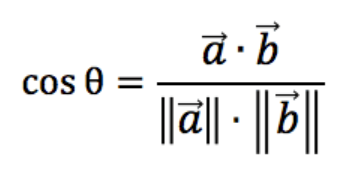 cos θ = (a⃗ · b⃗) / (‖a⃗‖ · ‖b⃗‖)